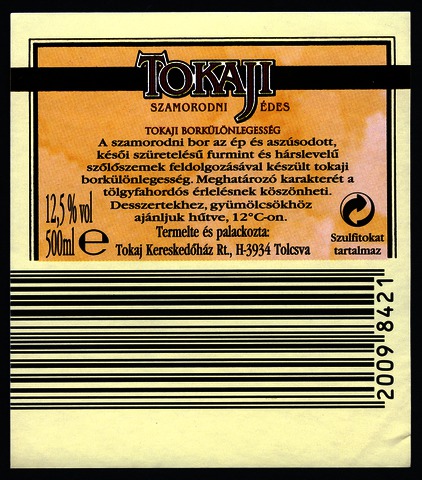 TOKAJI
SZAMORODNI ÉDES
TOKAJI BORKÜLÖNLEGESSÉG
A szamorodni bor az ép és aszúsodott,
késői szüretelésű furmint és hárslevelű
szőlőszemek feldolgozásával készült tokaji
borkülönlegesség. Meghatározó karakterét a
tölgyfahordós érlelésnek köszönheti.
Desszertekhez, gyümölcsökhöz
ajánljuk hűtve, 12°C-on.
Termelte és palackozta:
Tokaj Kereskedőház Rt., H-3934 Tolcsva
12,5 % vol
500ml e
Szulfitokat
tartalmaz
2009 8421